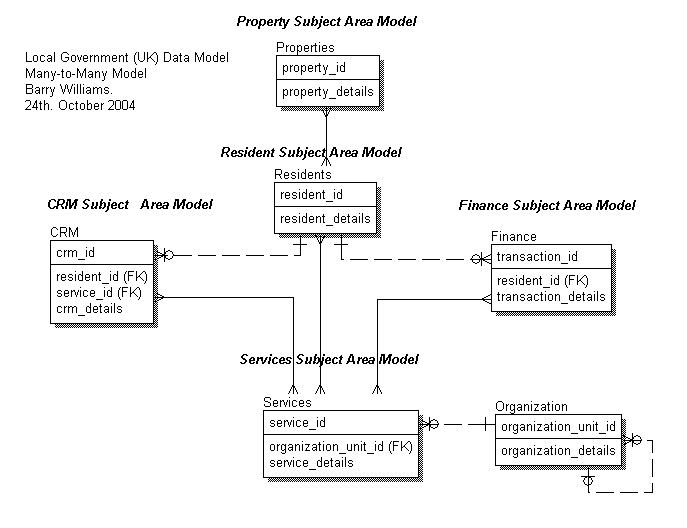 Property Subject Area Model
Local Government (UK) Data Model
Many-to-Many Model
Barry Williams.
24th. October 2004
Properties
property_id
property_details
Resident Subject Area Model
Residents
resident_id
resident_details
CRM Subject Area Model
CRM
crm_id
resident_id (FK)
service_id (FK)
crm_details
Finance Subject Area Model
Finance
transaction_id
resident_id (FK)
transaction_details
Services Subject Area Model
Services
service_id
organization_unit_id (FK)
service_details
Organization
organization_unit_id
organization_details